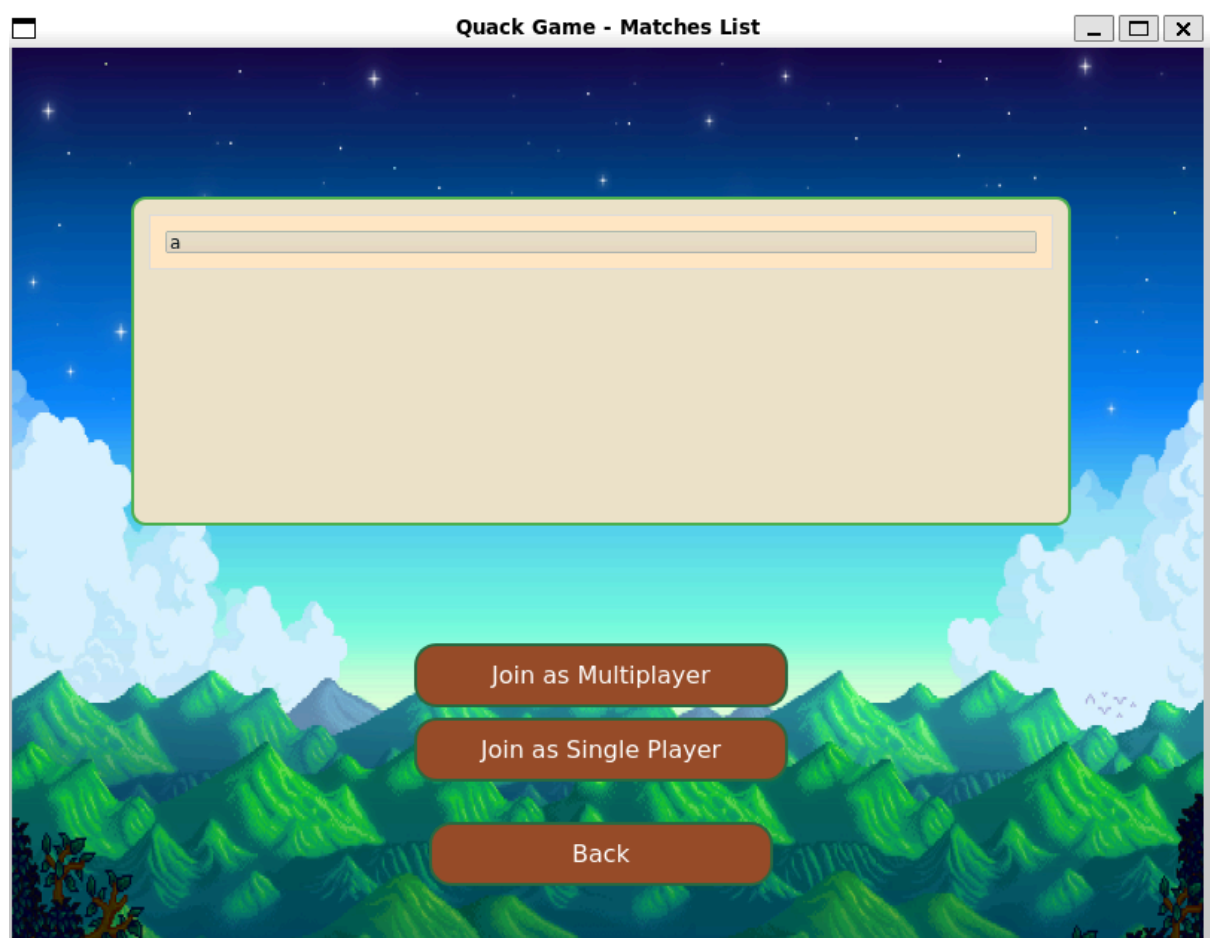 Quack Game - Matches List
a
Join as Multiplayer
Join as Single Player
Back